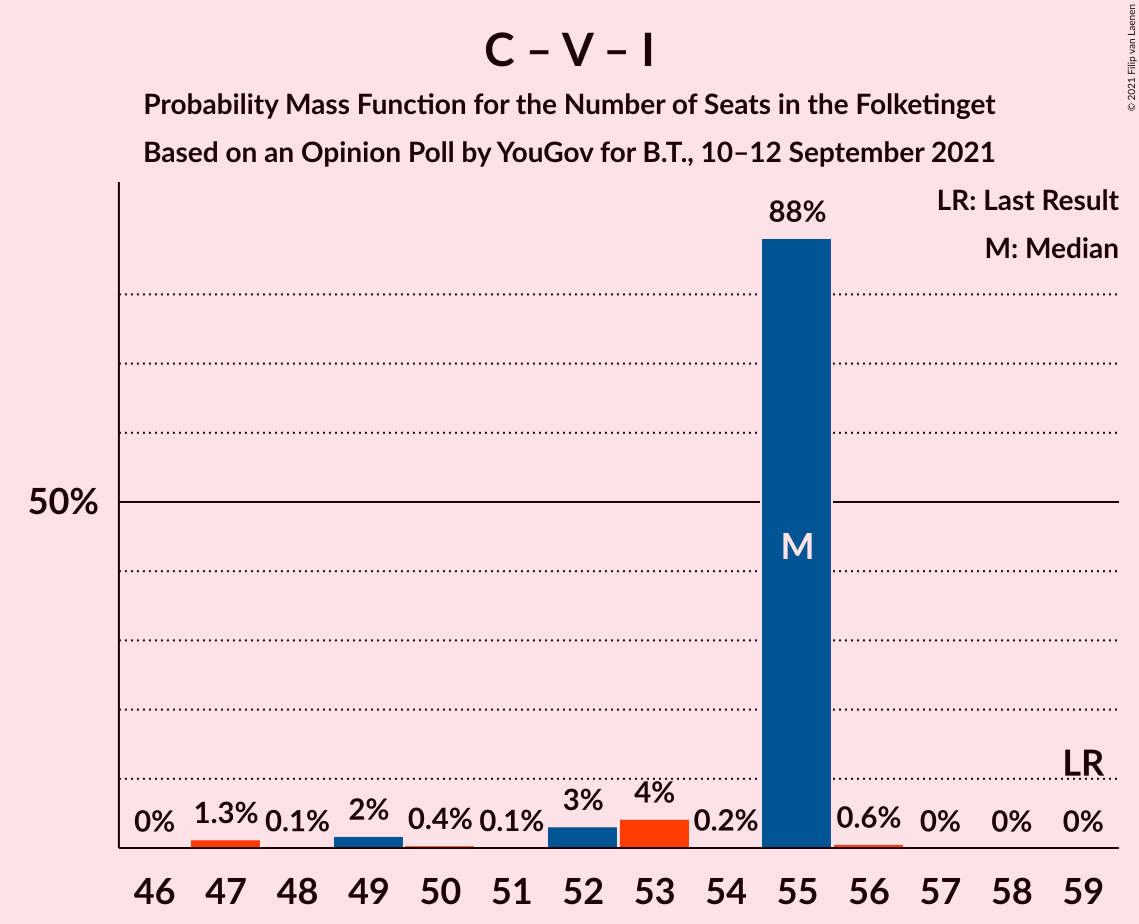 C – V – I
Probability Mass Function for the Number of Seats in the Folketinget
Based on an Opinion Poll by YouGov for B.T., 10–12 September 2021
© 2021 Filip van Laenen
LR: Last Result
M: Median
88%
50%
M
LR
0% 1.3% 0.1% 2% 0.4% 0.1% 3% 4% 0.2% 0.6% 0% 0% 0%
46 47 48 49 50 51 52 53 54 55 56 57 58 59